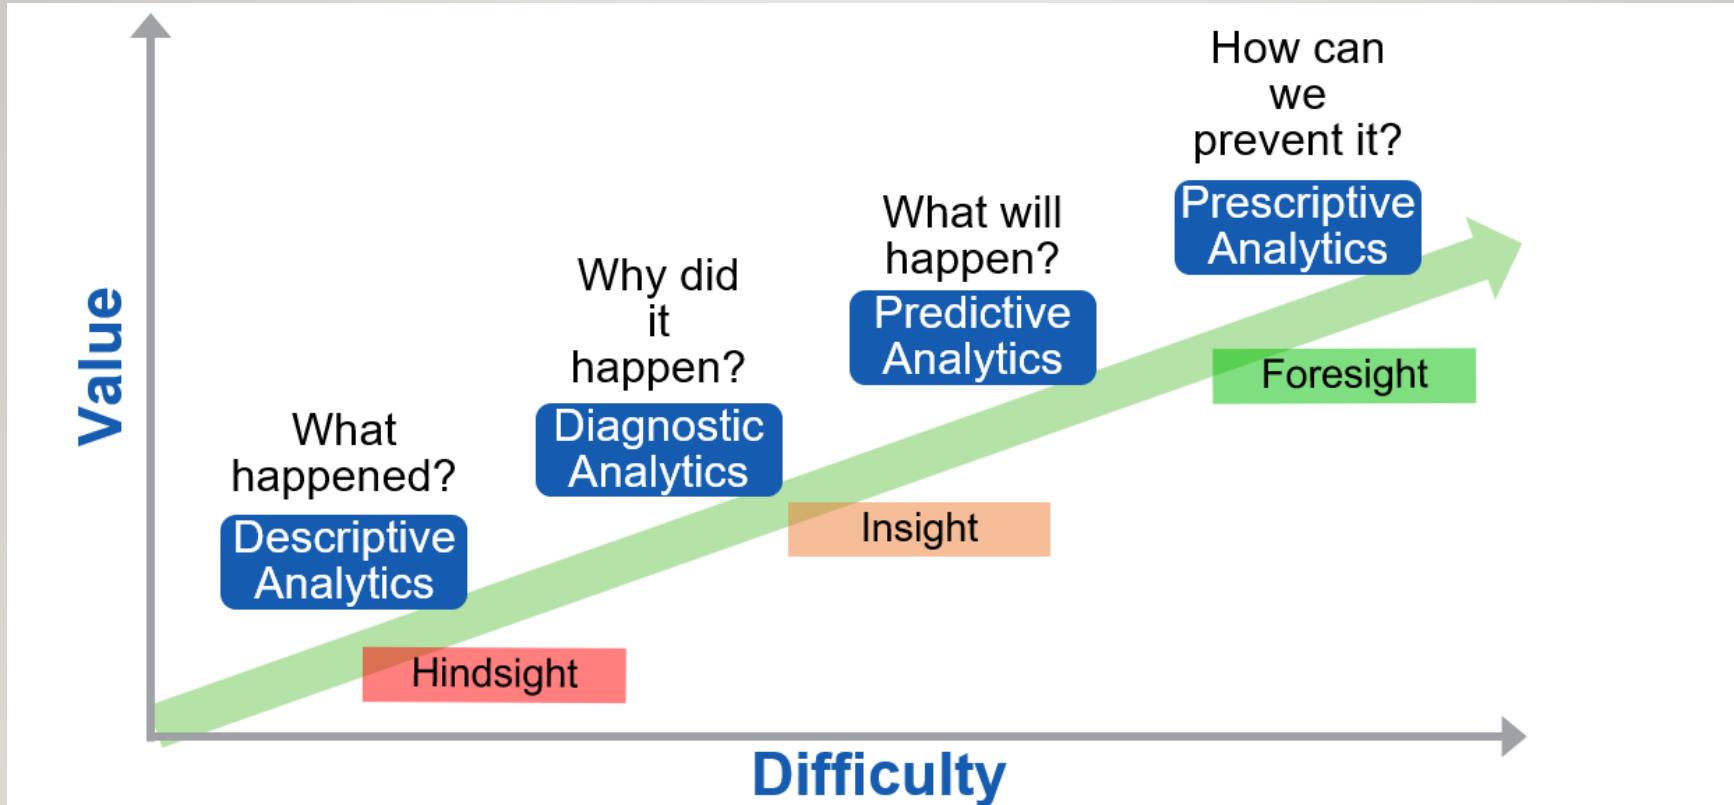 Value
What
happened?
Descriptive
Analytics
Hindsight
Why did
it
happen?
Diagnostic
Analytics
Insight
What will
happen?
Predictive
Analytics
How can
we
prevent it?
Prescriptive
Analytics
Foresight
Difficulty